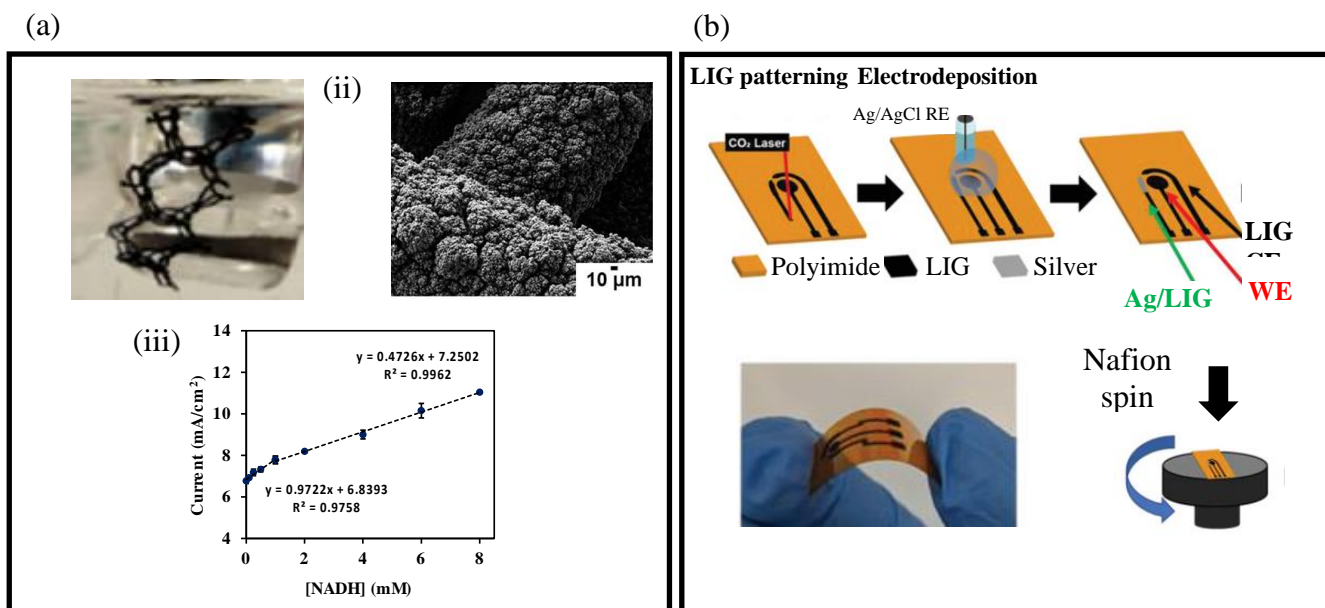 (a)
(ii)
10 µm
(iii)
Current (mA/cm²)
14
12
10
8
6
4
y = 0.4726x + 7.2502
R² = 0.9962
y = 0.9722x + 6.8393
R² = 0.9758
0 2 4 6 8
[NADH] (mM)
(b)
LIG patterning Electrodeposition
Ag/AgCl RE
CO₂ Laser
LIG
Polyimide LIG Silver
Ag/LIG WE
Nafion
spin